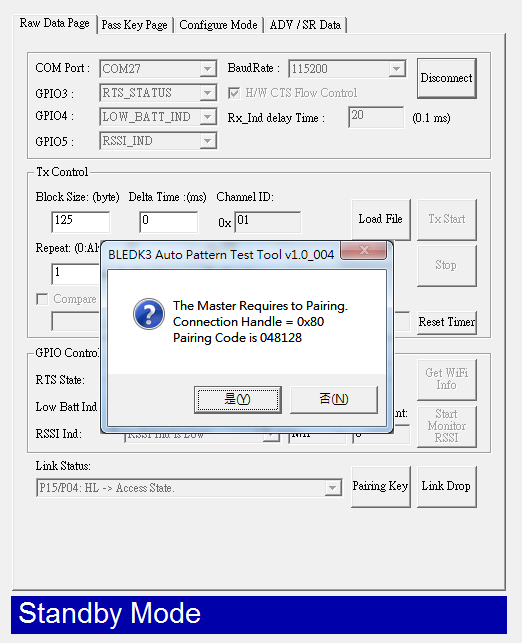 Raw Data Page Pass Key Page Configure Mode ADV / SR Data
COM Port : COM27 BaudRate : 115200 Disconnect
GPIO3 : RTS_STATUS H/W CTS Flow Control
GPIO4 : LOW_BATT_IND Rx_Ind delay Time : 20 (0.1 ms)
GPIO5 : RSSI_IND
Tx Control
Block Size: (byte) Delta Time :(ms) Channel ID:
125 0 0x 01 Load File Tx Start
Repeat: (0:Al
1 Stop
Compare
Reset Timer
BLEDK3 Auto Pattern Test Tool v1.0_004
The Master Requires to Pairing.
Connection Handle = 0x80
Pairing Code is 048128
是(Y) 否(N)
GPIO Control
RTS State: Get WiFi Info
Low Batt Ind
Start Monitor RSSI
RSSI Ind: RSSI Ind is Low
Link Status:
P15/P04: HL -> Access State. Pairing Key Link Drop
Standby Mode